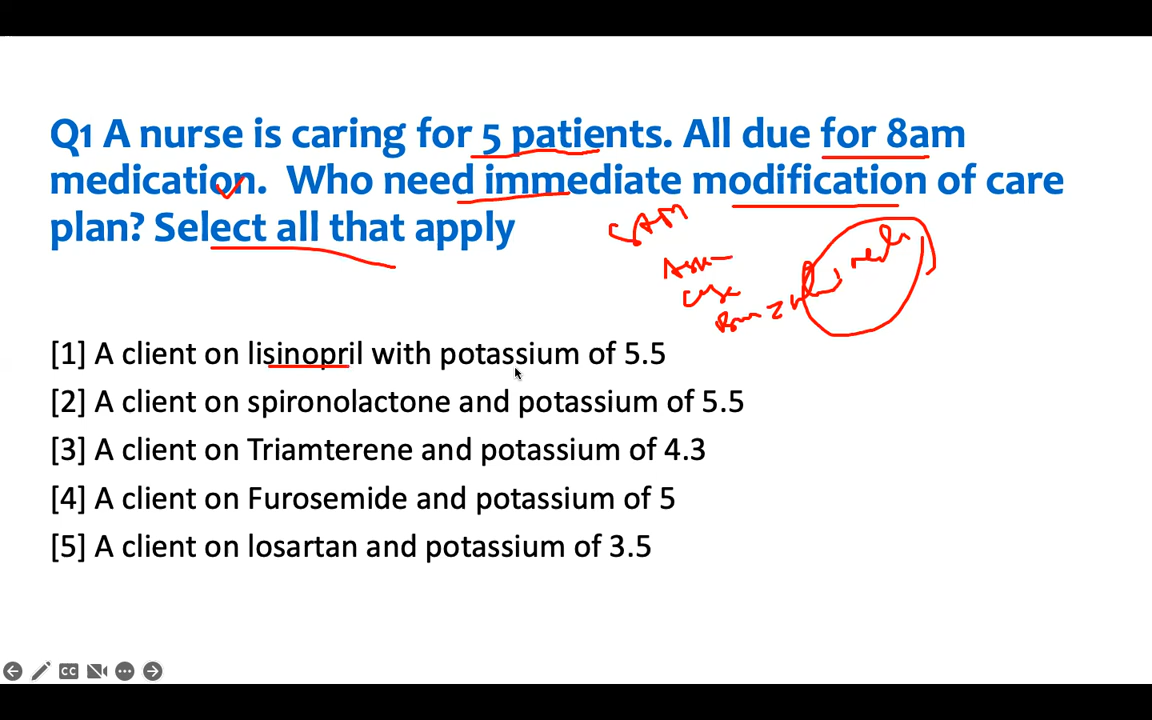 Q1 A nurse is caring for 5 patients. All due for 8am
medication. Who need immediate modification of care
plan? Select all that apply
[1] A client on lisinopril with potassium of 5.5
[2] A client on spironolactone and potassium of 5.5
[3] A client on Triamterene and potassium of 4.3
[4] A client on Furosemide and potassium of 5
[5] A client on losartan and potassium of 3.5
CC